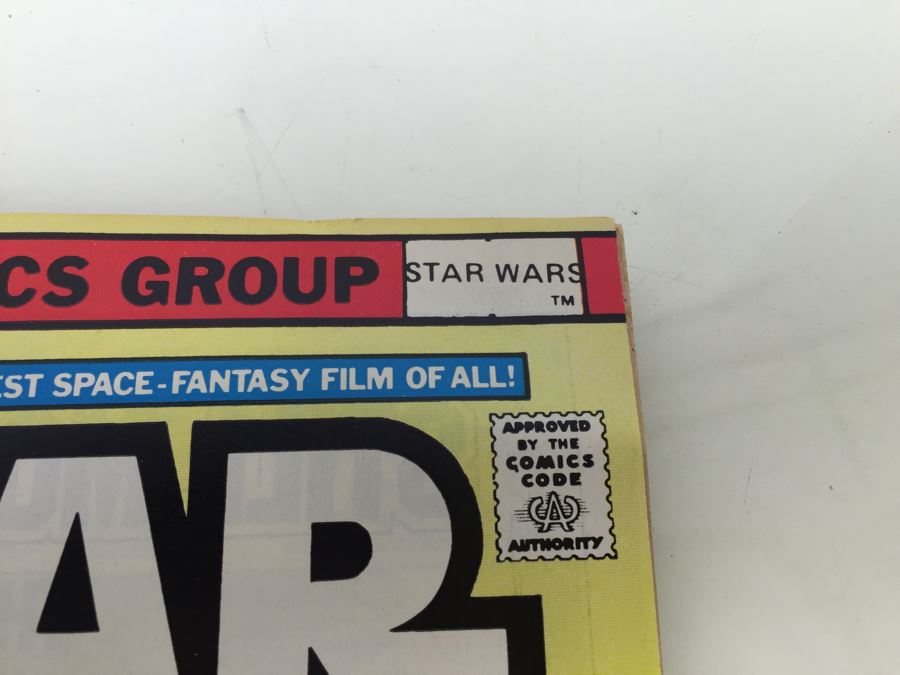 CS GROUP STAR WARS
TM
EST SPACE-FANTASY FILM OF ALL!
AR
APPROVED
BY THE
COMICS
CODE
A
AUTHORITY